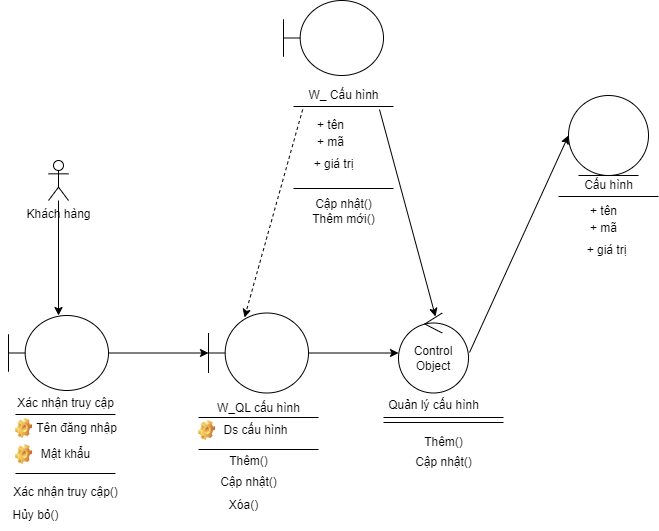 W_ Cấu hình
+ tên
+ mã
+ giá trị
Cập nhật()
Thêm mới()
Cấu hình
+ tên
+ mã
+ giá trị
Khách hàng
Xác nhận truy cập
Tên đăng nhập
Mật khẩu
Xác nhận truy cập()
Hủy bỏ()
W_QL cấu hình
Ds cấu hình
Thêm()
Cập nhật()
Xóa()
Control
Object
Quản lý cấu hình
Thêm()
Cập nhật()